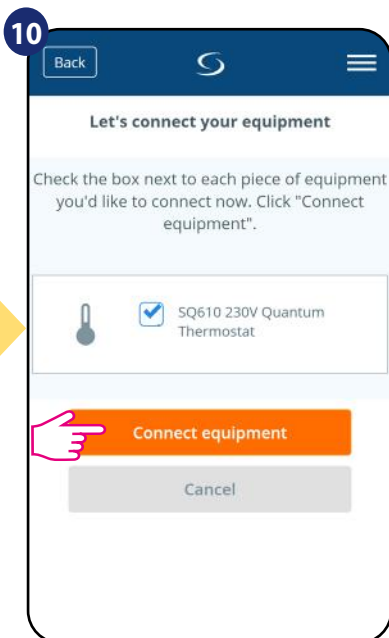 10
Back
Let's connect your equipment
Check the box next to each piece of equipment
you'd like to connect now. Click "Connect
equipment".
SQ610 230V Quantum
Thermostat
Connect equipment
Cancel